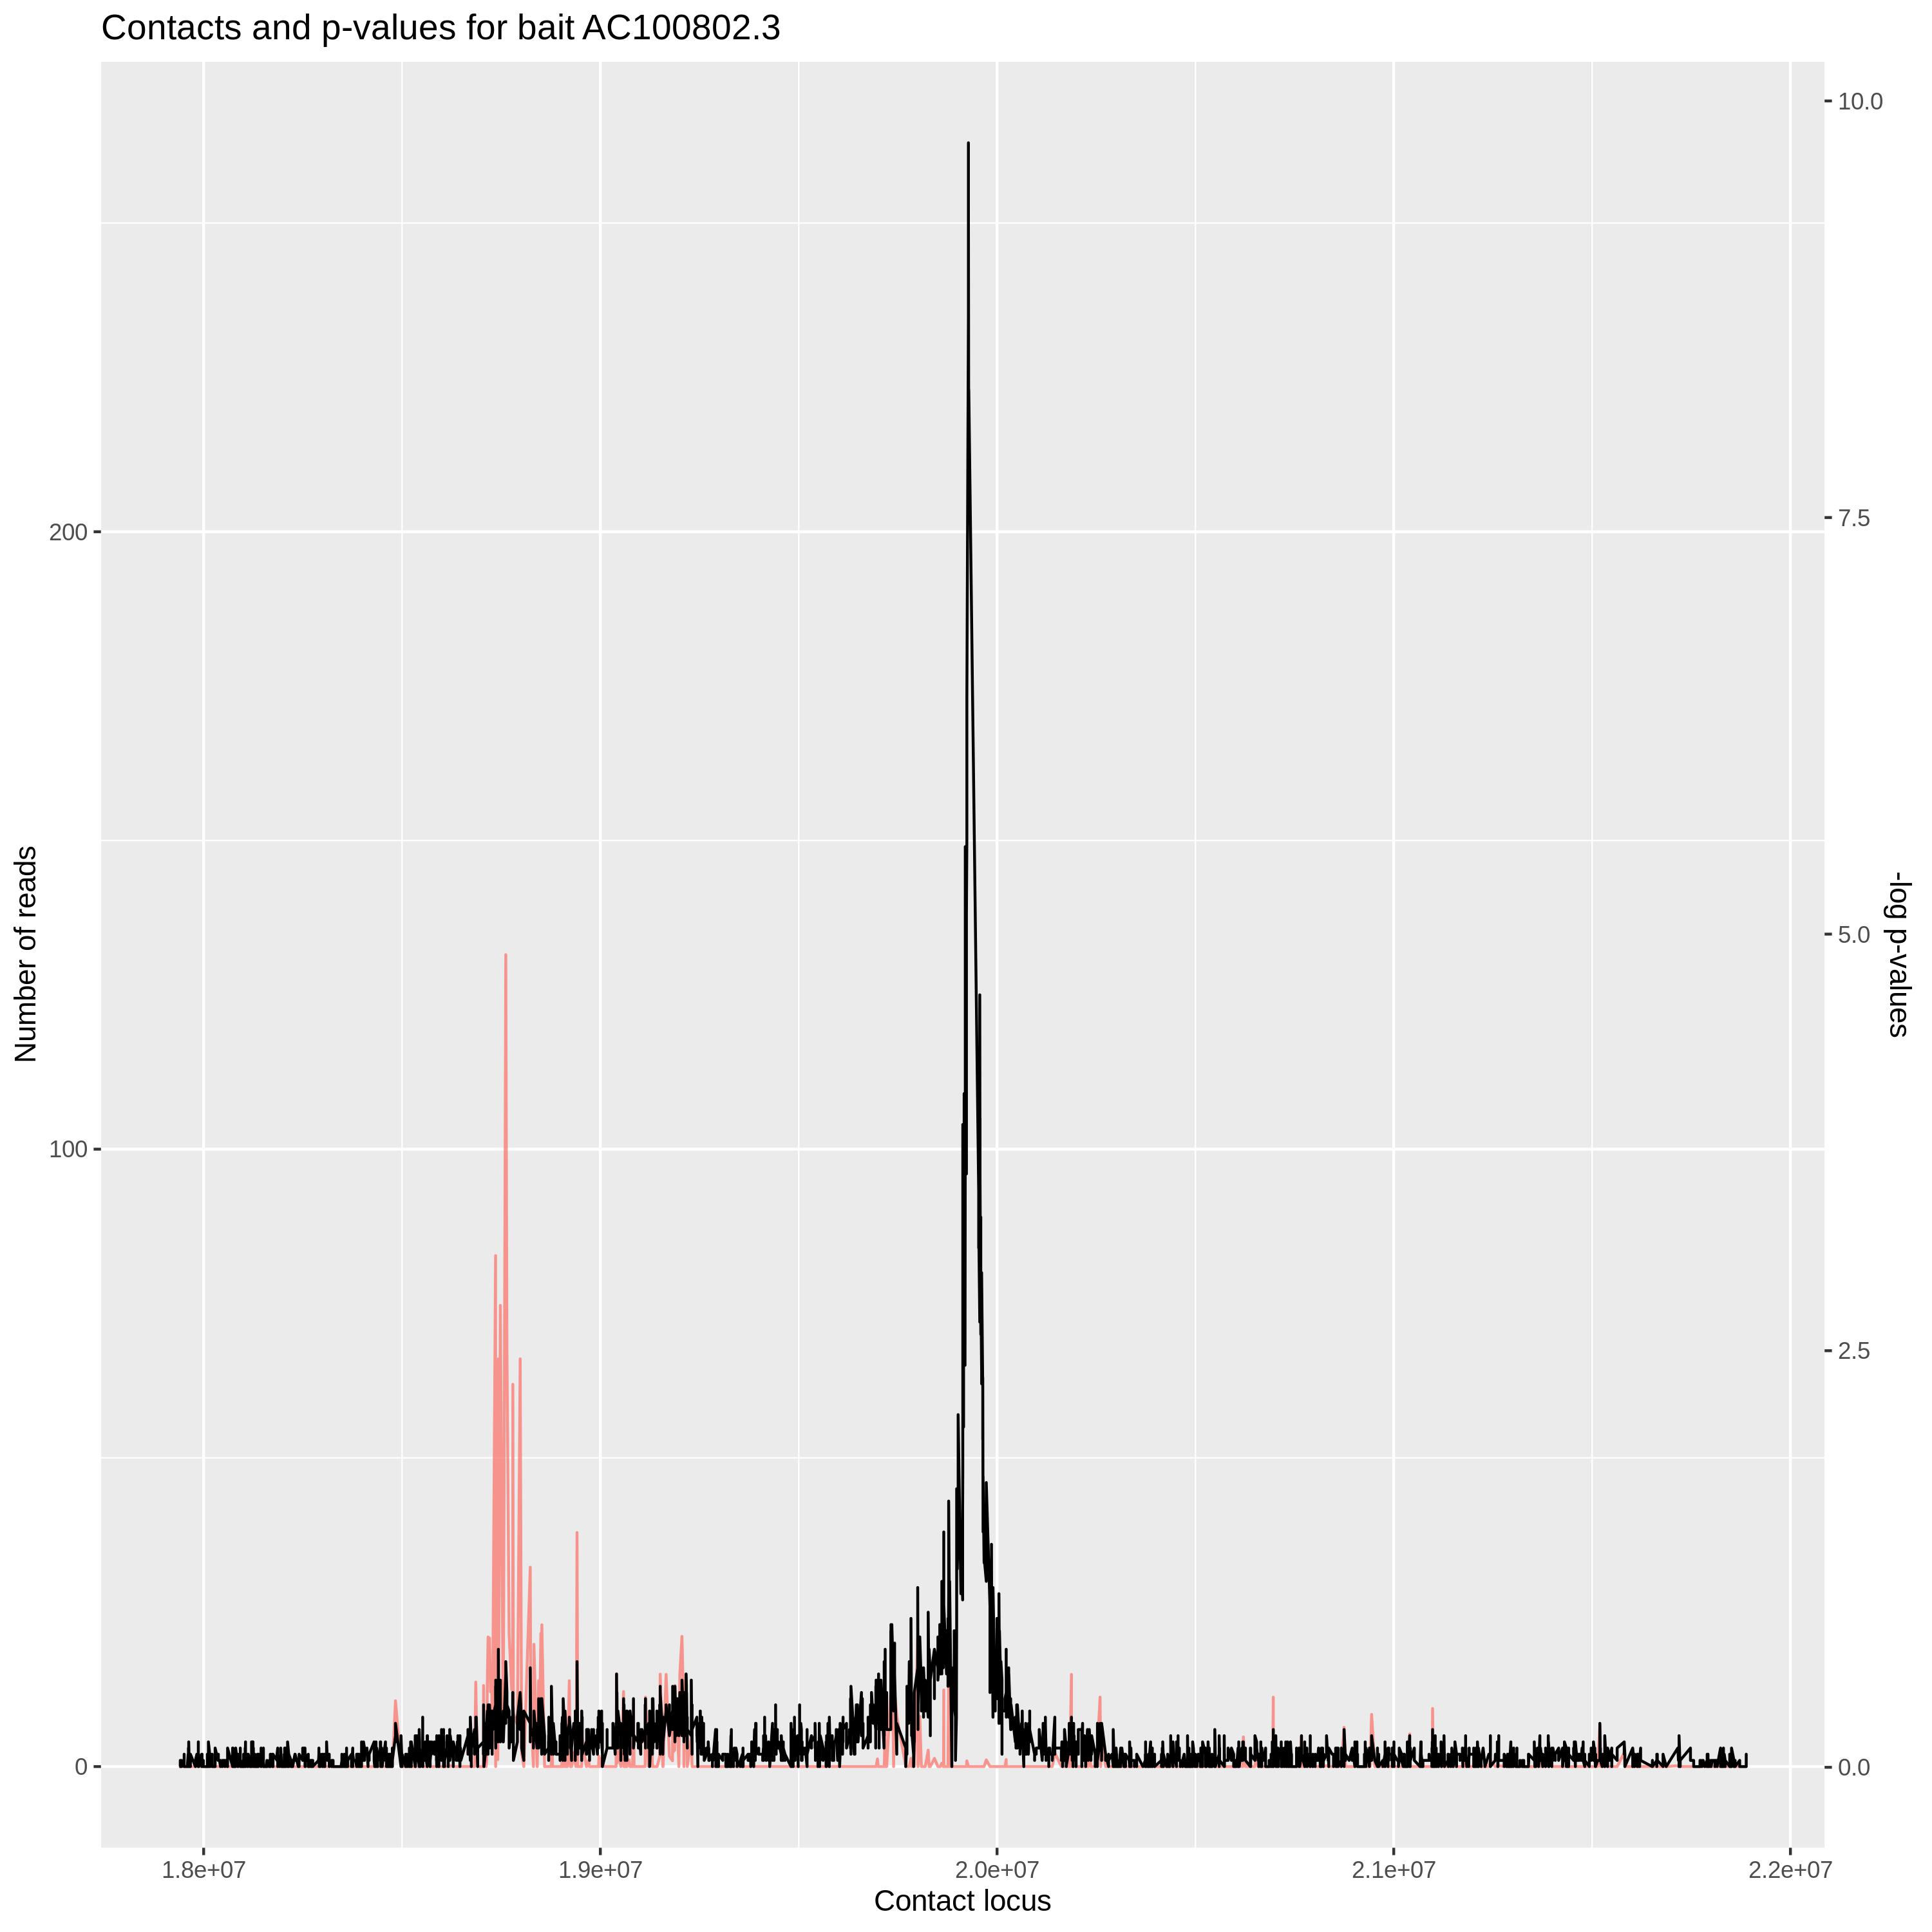 Contacts and p-values for bait AC100802.3
10.0
200
7.5
Number of reads
-log p-values
5.0
100
2.5
0
0.0
1.8e+07
1.9e+07
2.0e+07
2.1e+07
2.2e+07
Contact locus